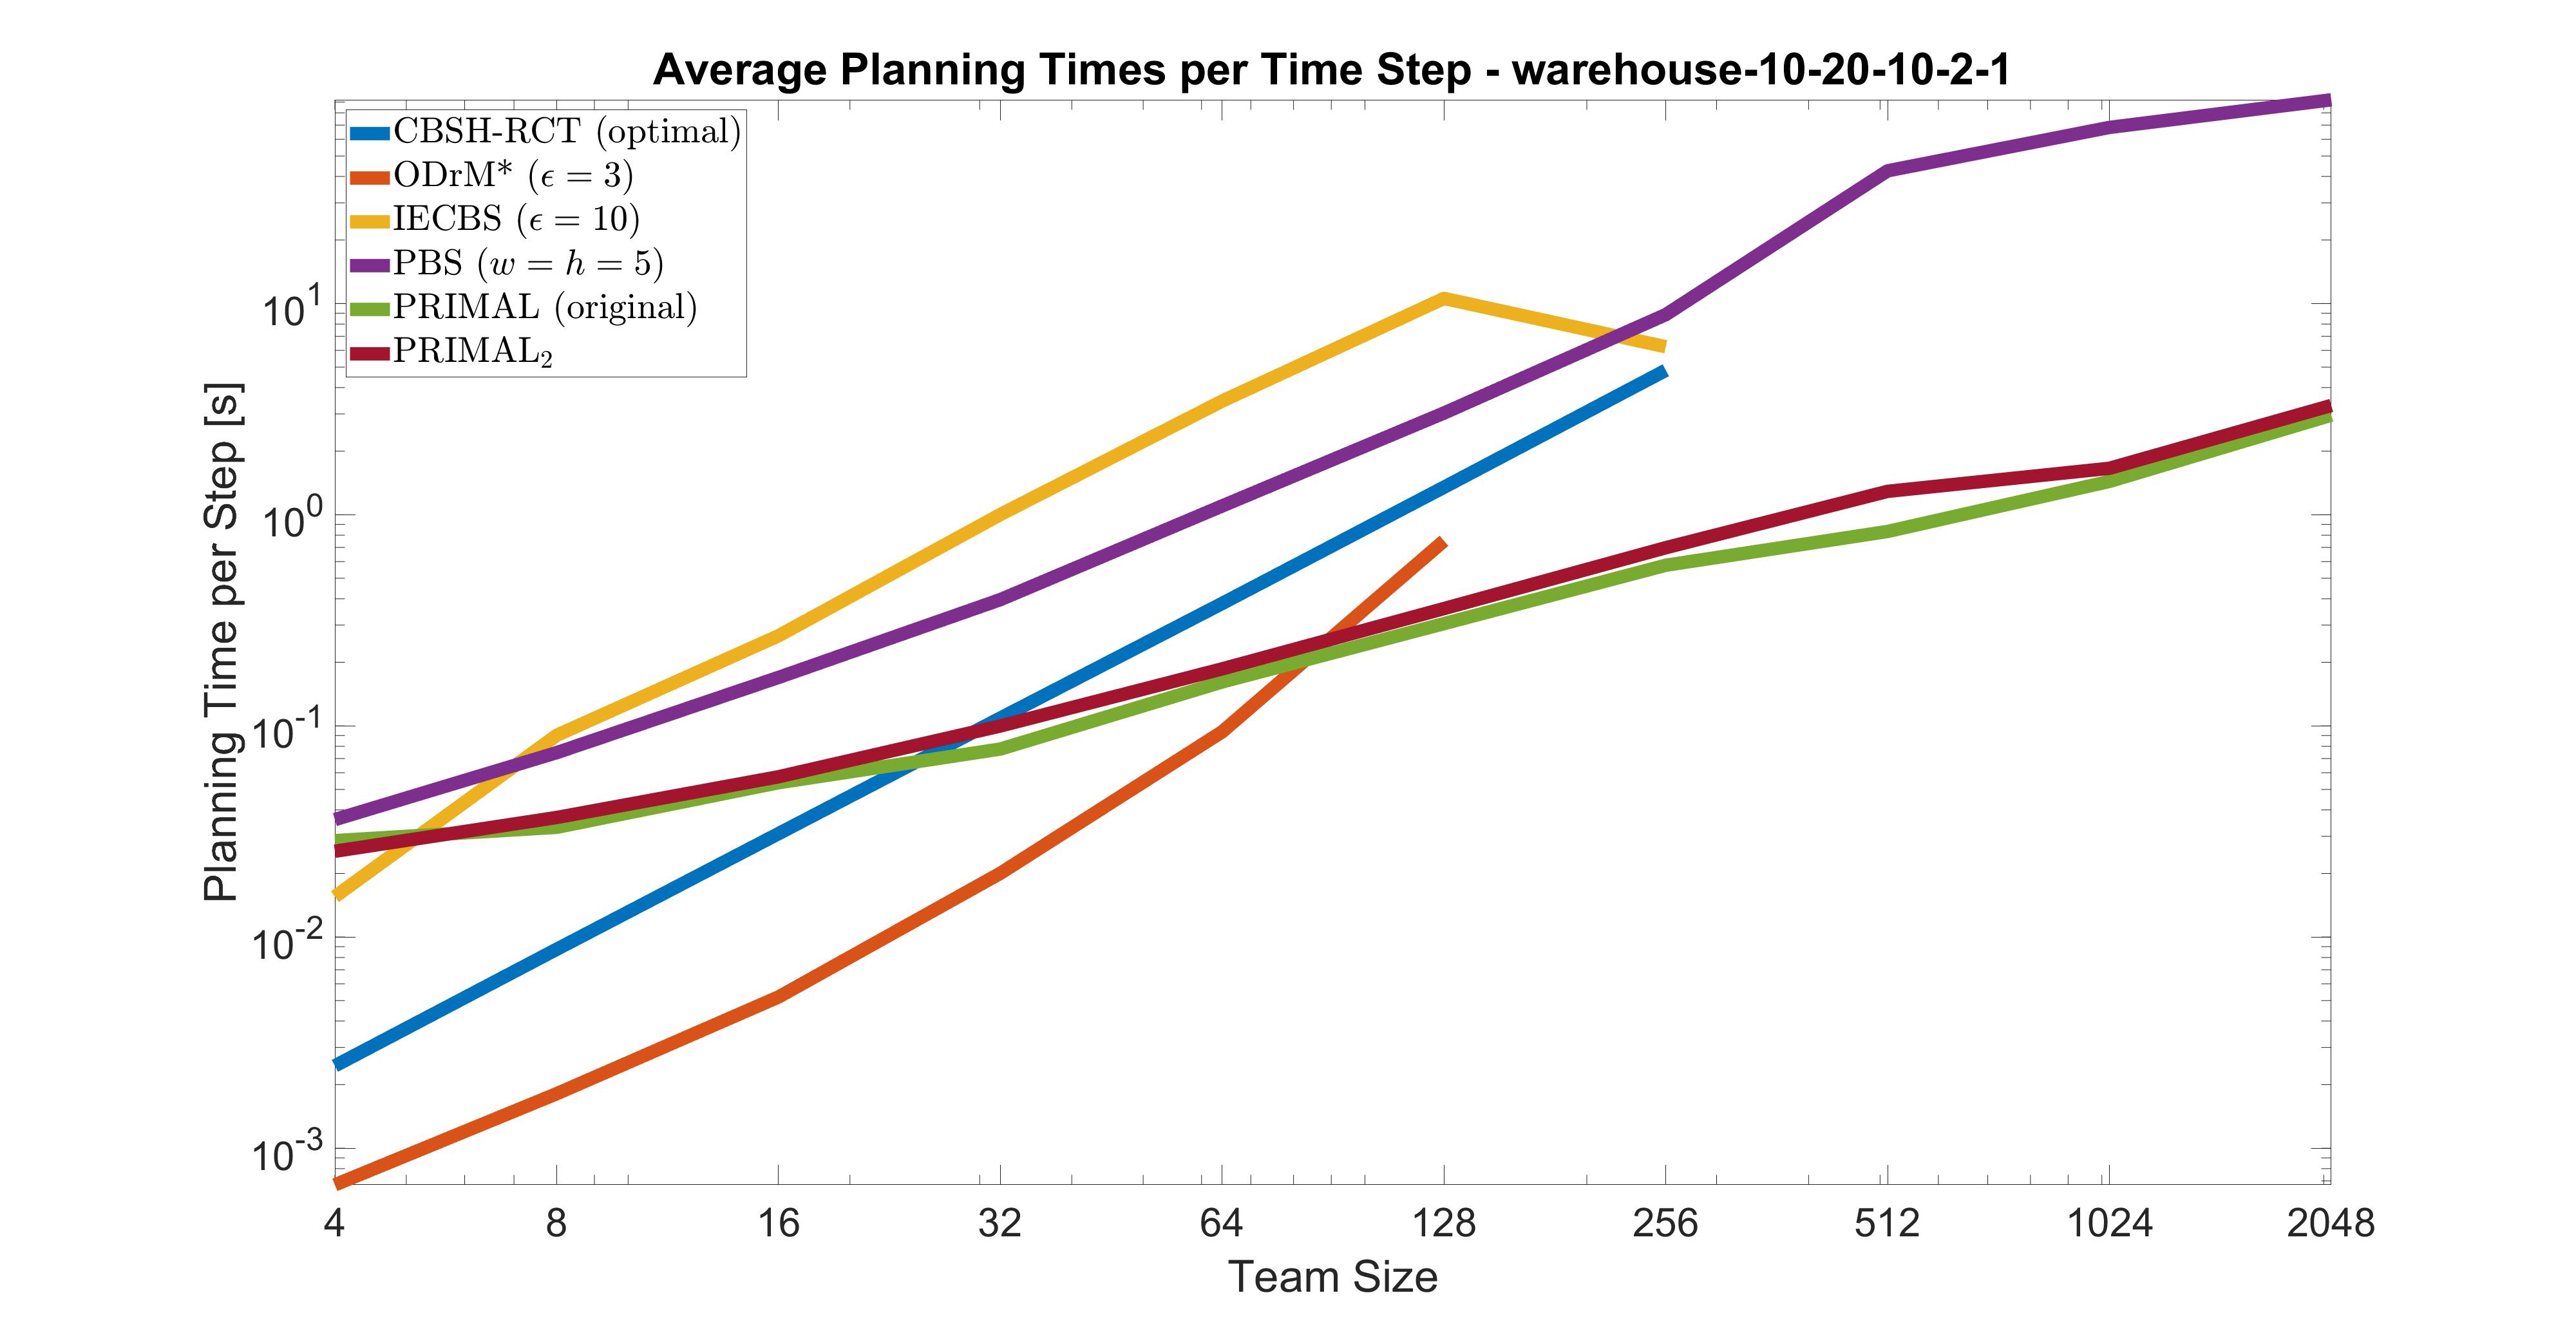 Average Planning Times per Time Step - warehouse-10-20-10-2-1
CBSH-RCT (optimal)
ODrM* (ϵ = 3)
IECBS (ϵ = 10)
PBS (w = h = 5)
PRIMAL (original)
PRIMAL₂
Planning Time per Step [s]
10¹
10⁰
10⁻¹
10⁻²
10⁻³
4 8 16 32 64 128 256 512 1024 2048
Team Size